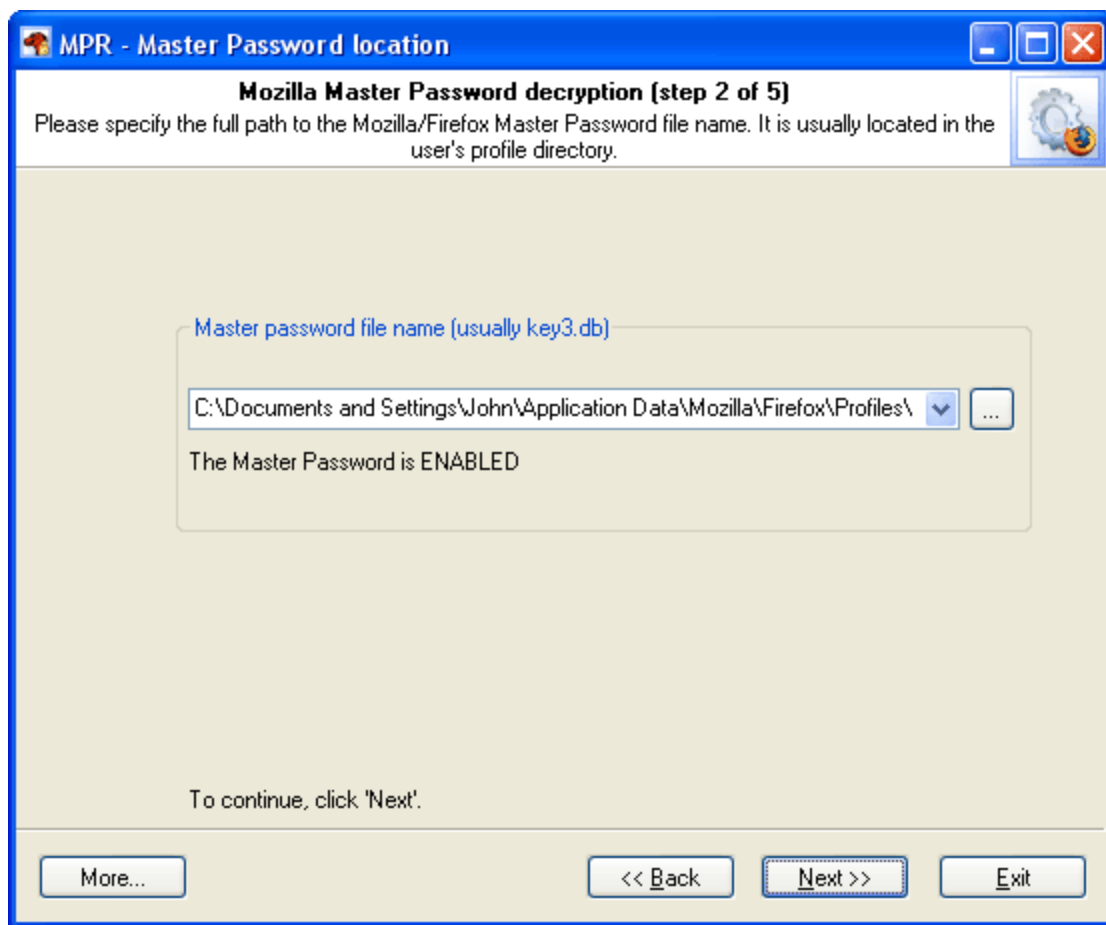 MPR - Master Password location
Mozilla Master Password decryption (step 2 of 5)
Please specify the full path to the Mozilla/Firefox Master Password file name. It is usually located in the
user's profile directory.
Master password file name (usually key3.db)
C:\Documents and Settings\John\Application Data\Mozilla\Firefox\Profiles\
...
The Master Password is ENABLED
To continue, click 'Next'.
More...
<< Back
Next >>
Exit